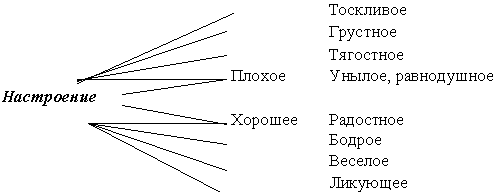 Тоскливое
Грустное
Тягостное
Плохое Унылое, равнодушное
Настроение
Хорошее Радостное
Бодрое
Веселое
Ликующее